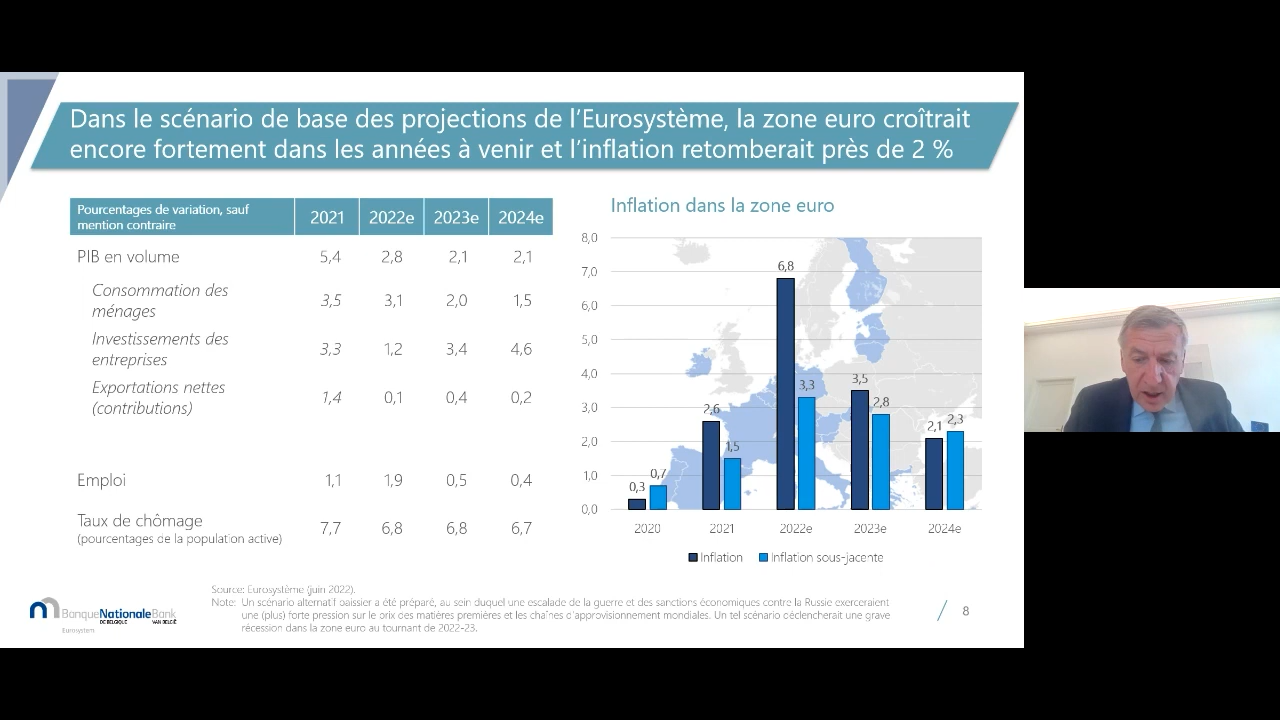 Dans le scénario de base des projections de l’Eurosystème, la zone euro croîtrait
encore fortement dans les années à venir et l’inflation retomberait près de 2 %
Pourcentages de variation, sauf
mention contraire
2021 2022e 2023e 2024e
PIB en volume 5,4 2,8 2,1 2,1
Consommation des
ménages
3,5 3,1 2,0 1,5
Investissements des
entreprises
3,3 1,2 3,4 4,6
Exportations nettes
(contributions)
1,4 0,1 0,4 0,2
Emploi 1,1 1,9 0,5 0,4
Taux de chômage
(pourcentages de la population active)
7,7 6,8 6,8 6,7
Inflation dans la zone euro
8,0
7,0
6,0
5,0
4,0
3,0
2,0
1,0
0,0
0,3 0,7
2,6 1,5
6,8 3,3
3,5 2,8
2,1 2,3
2020 2021 2022e 2023e 2024e
Inflation Inflation sous-jacente
Source: Eurosystème (juin 2022).
Note: Un scénario alternatif baissier a été préparé, au sein duquel une escalade de la guerre et des sanctions économiques contre la Russie exerceraient
une (plus) forte pression sur le prix des matières premières et les chaînes d’approvisionnement mondiales. Un tel scénario déclencherait une grave
récession dans la zone euro au tournant de 2022-23.
BanqueNationaleBank
DE BELGIQUE VAN BELGIË
Eurosystem
8